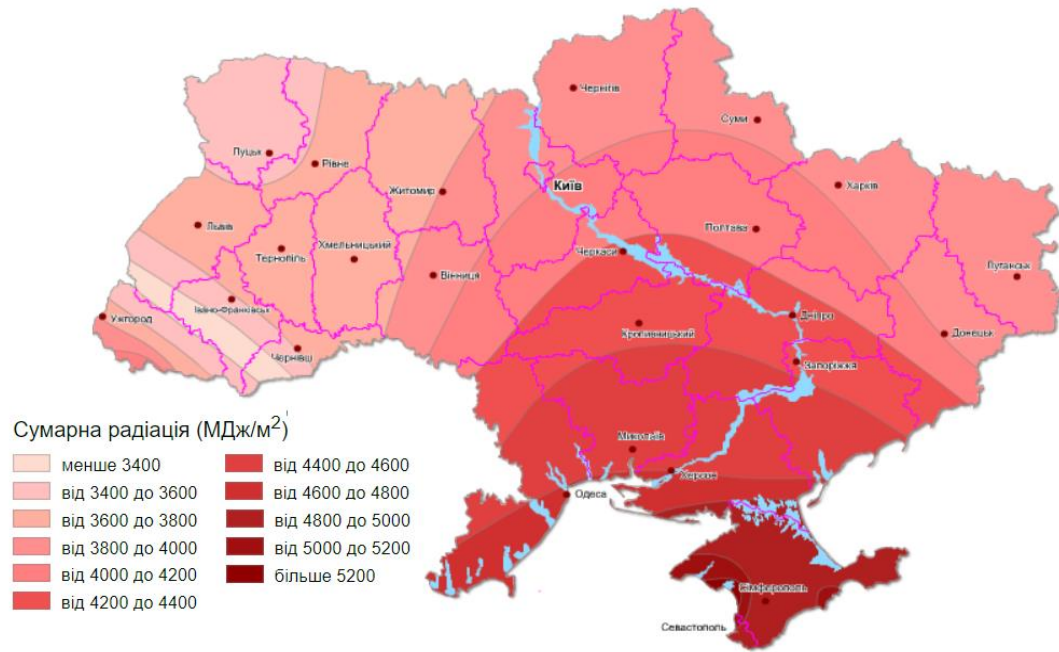 Чернігів
Суми
Луцьк
Рівне
Житомир
Київ
Харків
Львів
Полтава
Хмельницький
Тернопіль
Черкаси
Вінниця
Луганськ
Івано-Франківськ
Ужгород
Дніпро
Кропивницький
Донецьк
Чернівці
Запоріжжя
Миколаїв
Херсон
Одеса
Сімферополь
Севастополь
Сумарна радіація (МДж/м²)
менше 3400
від 3400 до 3600
від 3600 до 3800
від 3800 до 4000
від 4000 до 4200
від 4200 до 4400
від 4400 до 4600
від 4600 до 4800
від 4800 до 5000
від 5000 до 5200
більше 5200